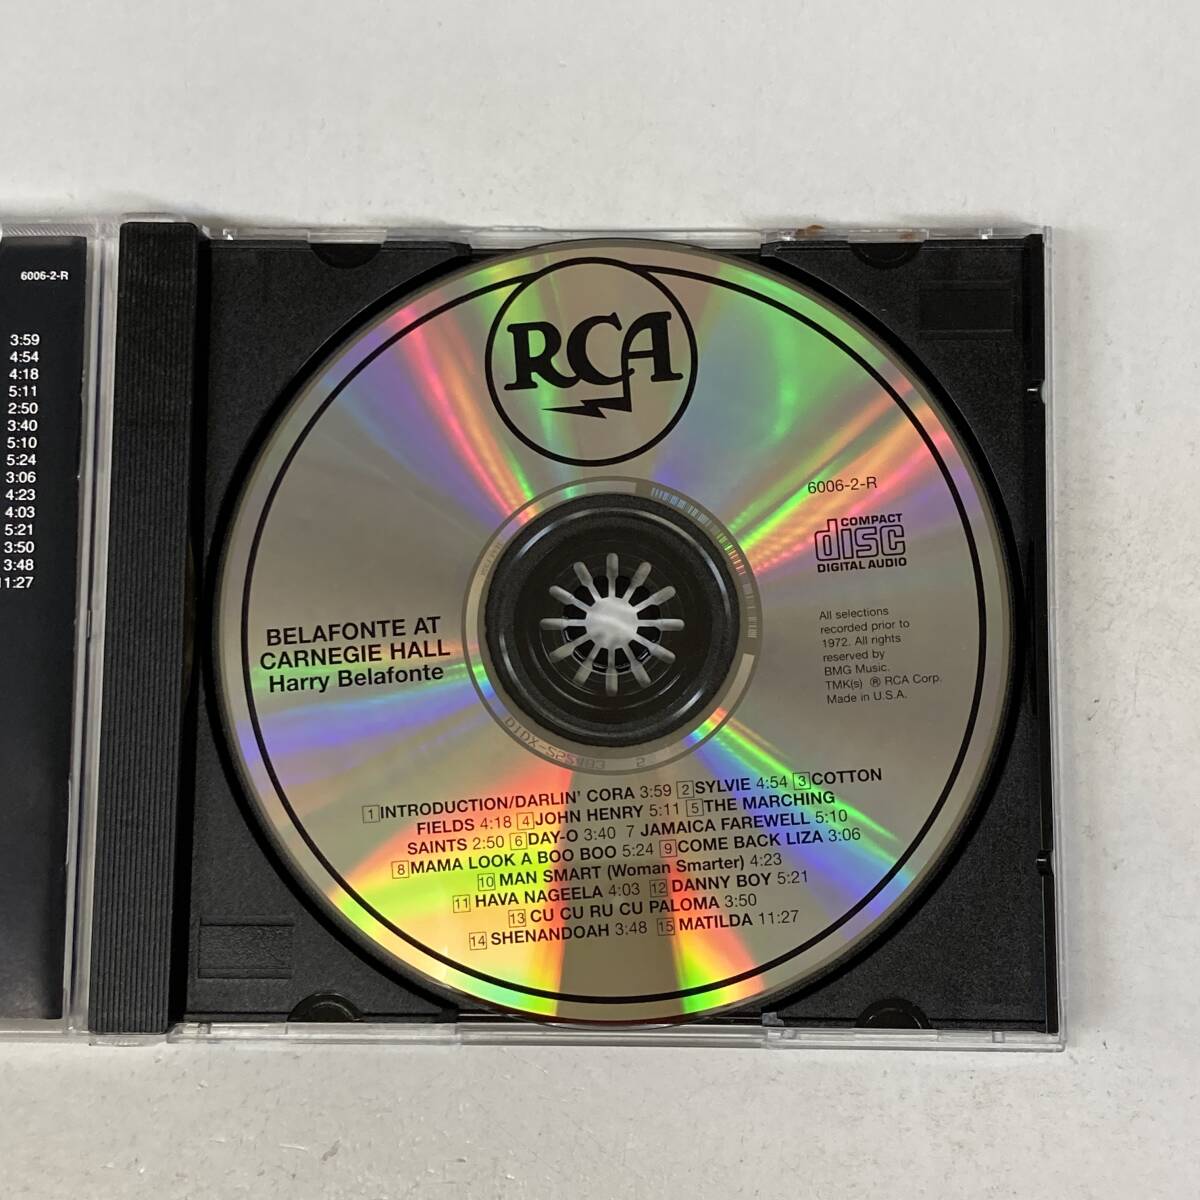 6006-2-R
3:59
4:54
4:18
5:11
2:50
3:40
5:10
5:24
3:06
4:23
4:03
5:21
3:50
3:48
11:27
RCA
6006-2-R
COMPACT
disc
DIGITAL AUDIO
BELAFONTE AT
CARNEGIE HALL
Harry Belafonte
All selections
recorded prior to
1972. All rights
reserved by
BMG Music.
TMK(s) ® RCA Corp.
Made in U.S.A.
1 INTRODUCTION/DARLIN' CORA 3:59 2 SYLVIE 4:54 3 COTTON
FIELDS 4:18 4 JOHN HENRY 5:11 5 THE MARCHING
SAINTS 2:50 6 DAY-O 3:40 7 JAMAICA FAREWELL 5:10
8 MAMA LOOK A BOO BOO 5:24 9 COME BACK LIZA 3:06
10 MAN SMART (Woman Smarter) 4:23
11 HAVA NAGEELA 4:03 12 DANNY BOY 5:21
13 CU CU RU CU PALOMA 3:50
14 SHENANDOAH 3:48 15 MATILDA 11:27